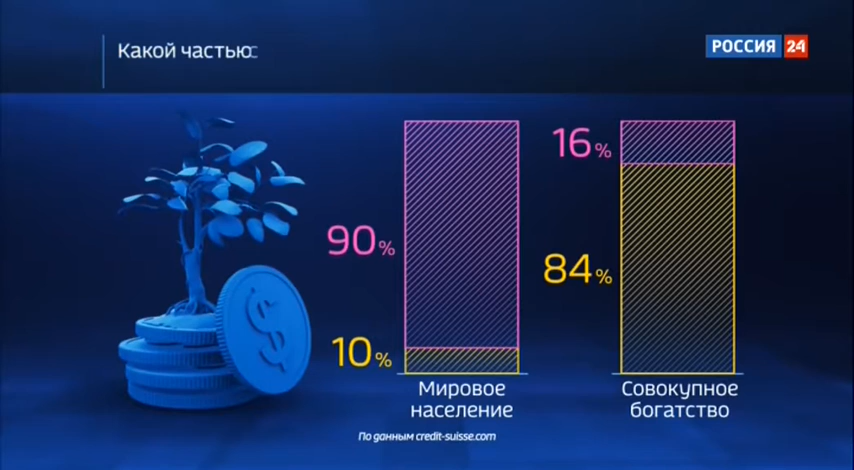 Какой частью
РОССИЯ 24
90%
10%
16%
84%
Мировое
население
Совокупное
богатство
По данным credit-suisse.com